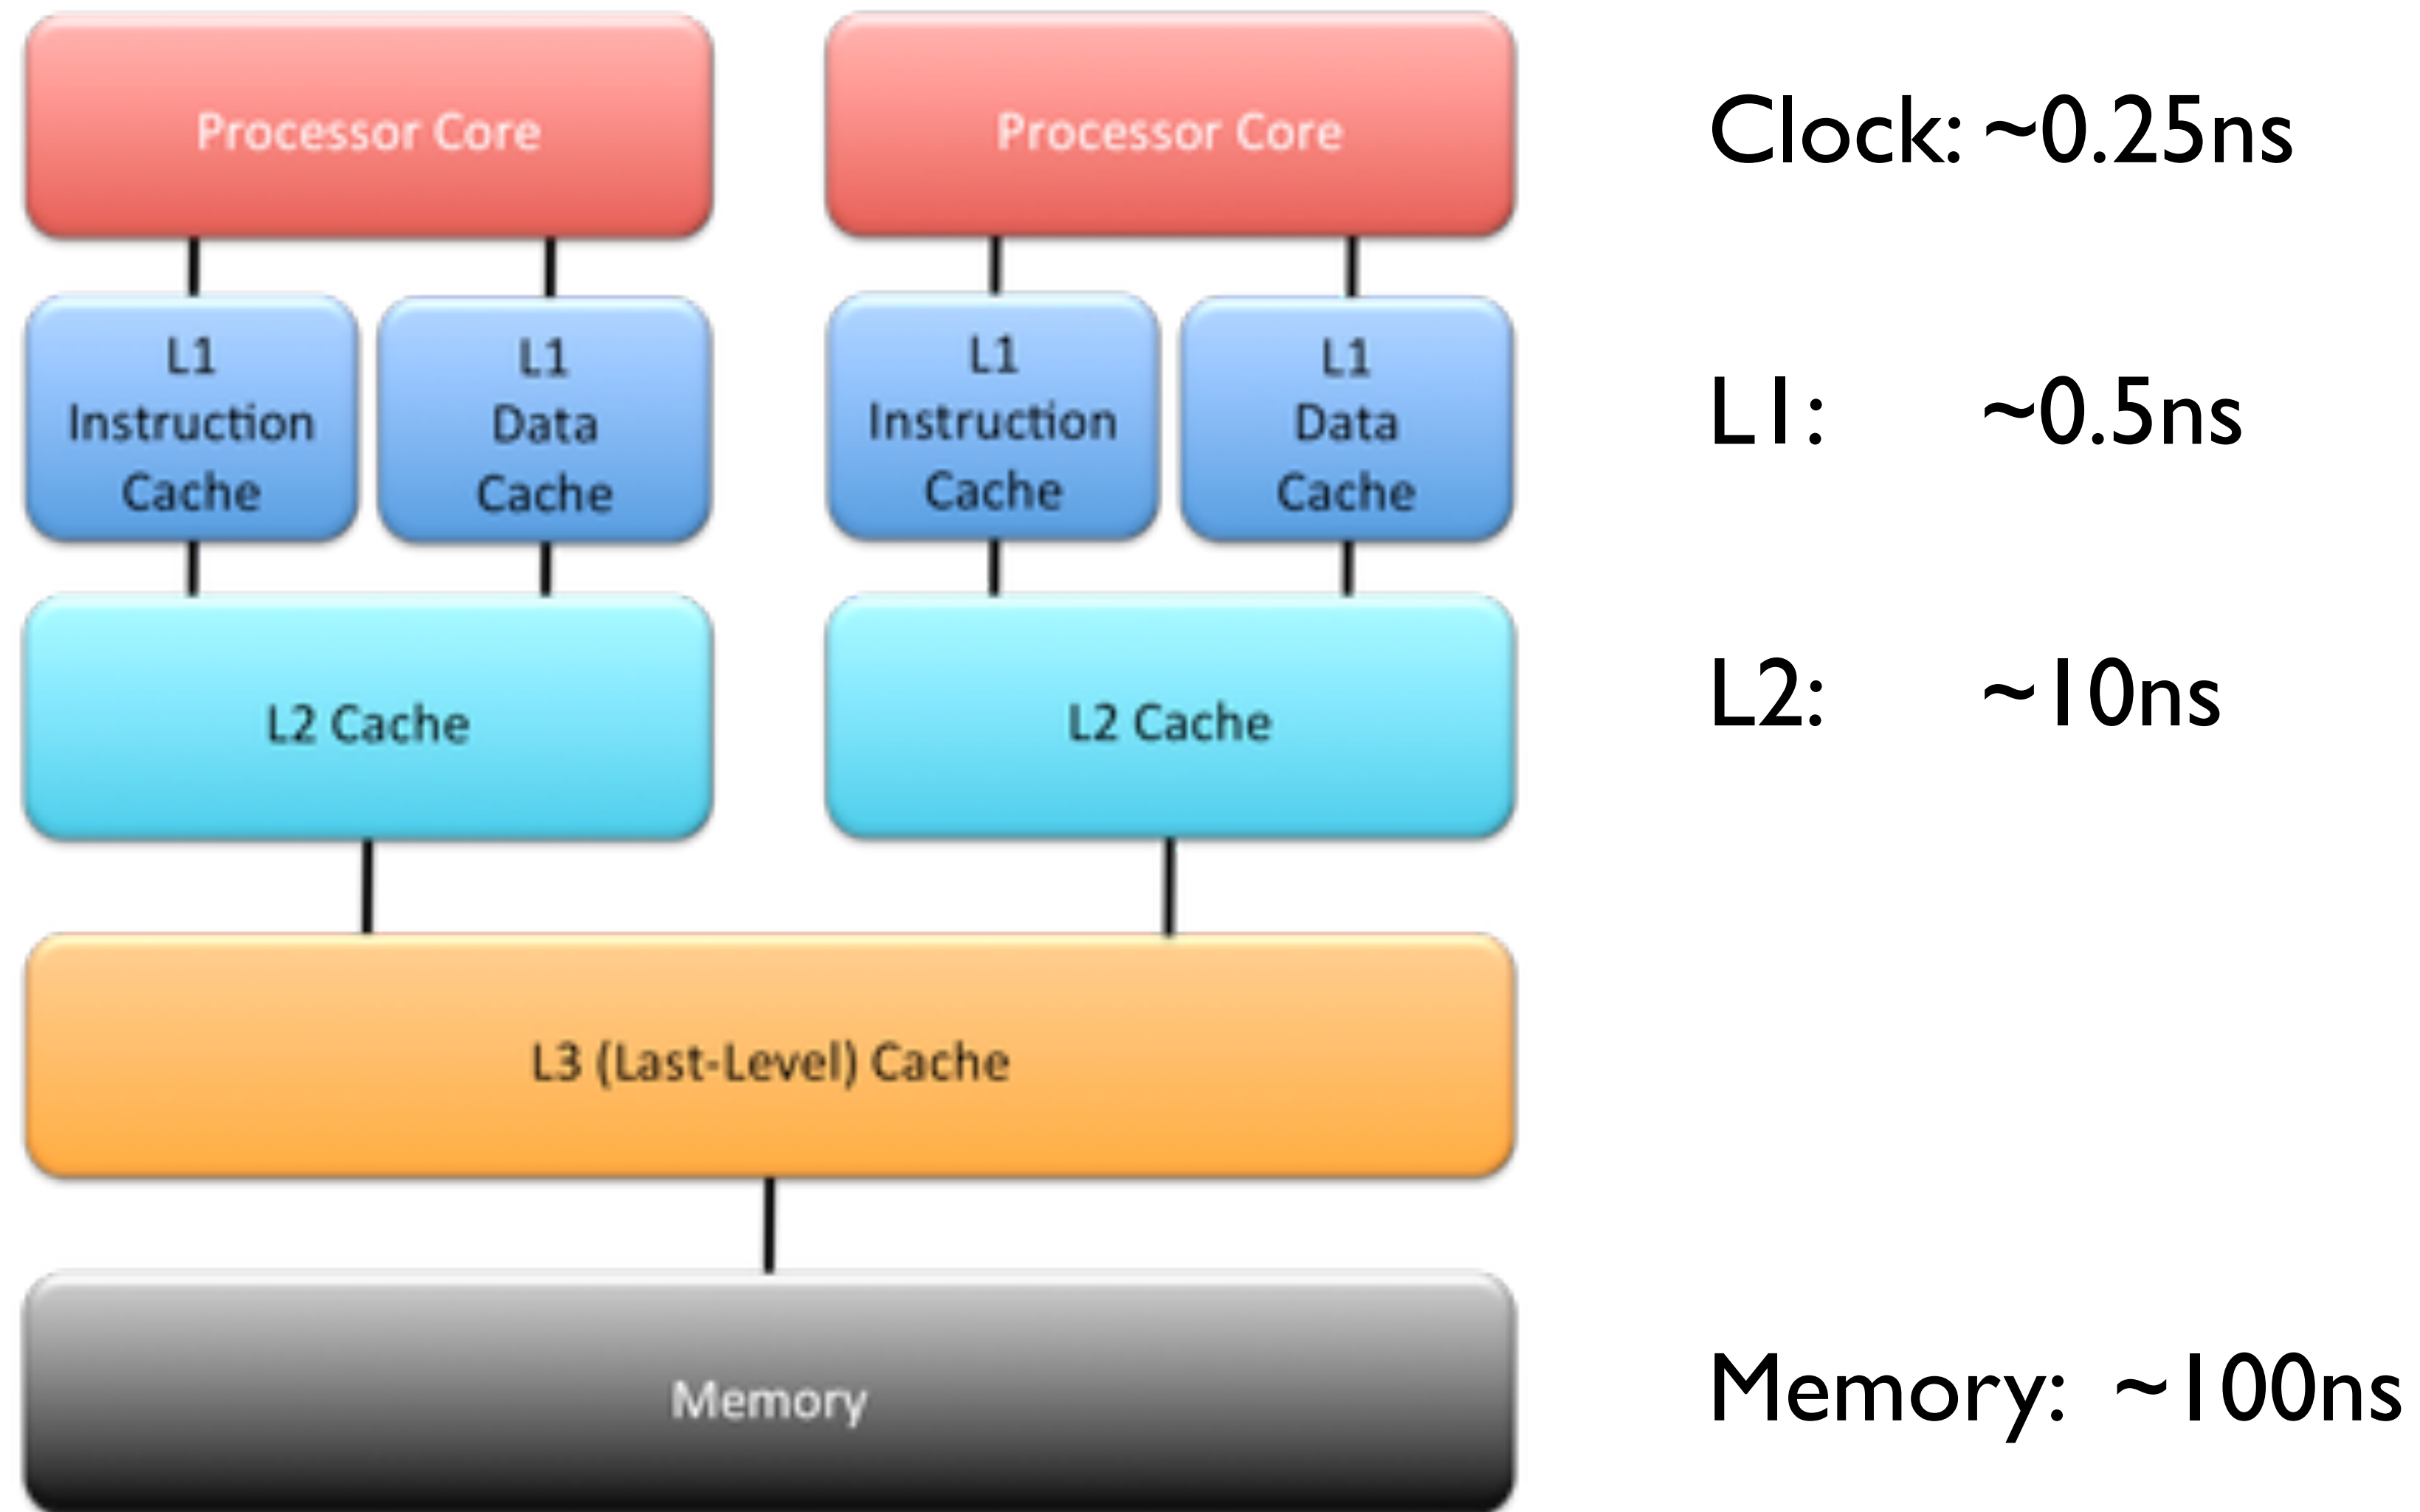 Processor Core
Processor Core
Clock: ~0.25ns
L1
Instruction
Cache
L1
Data
Cache
L1
Instruction
Cache
L1
Data
Cache
L1: ~0.5ns
L2 Cache
L2 Cache
L2: ~10ns
L3 (Last-Level) Cache
Memory
Memory: ~100ns